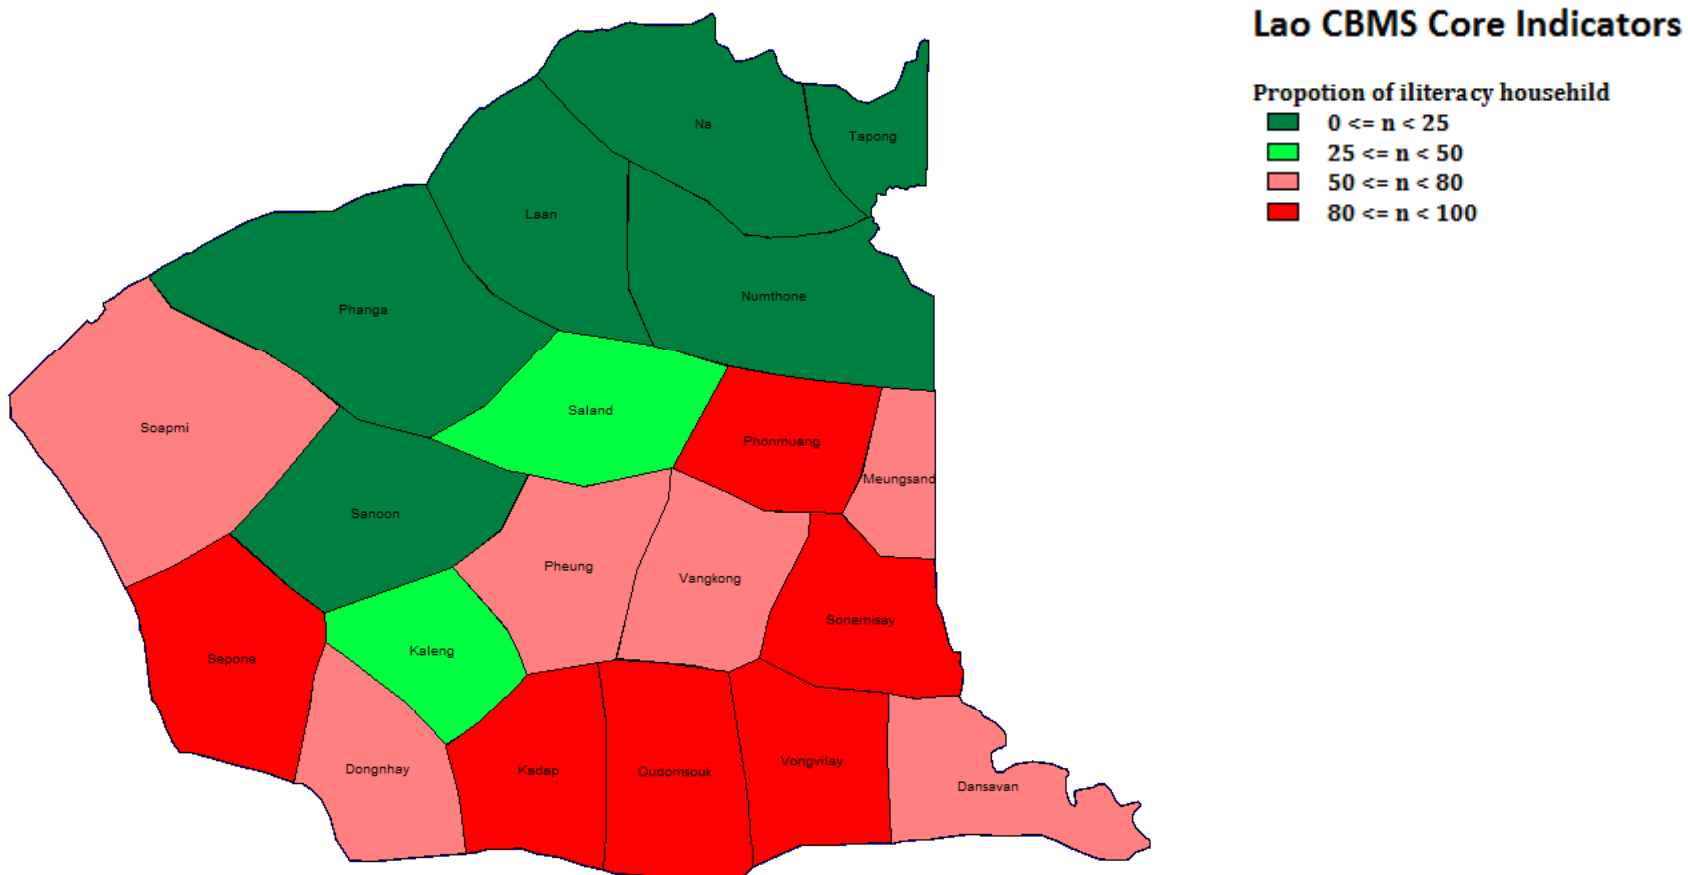 Lao CBMS Core Indicators
Propotion of iliteracy househild
0 <= n < 25
25 <= n < 50
50 <= n < 80
80 <= n < 100
Na
Tapong
Laan
Numthone
Phanga
Saland
Soapmi
Phonmuang
Meungsand
Sanoon
Pheung
Vangkong
Sonemisay
Kaleng
Sepone
Vongvilay
Dongnhay
Kadap
Oudomsouk
Dansavan